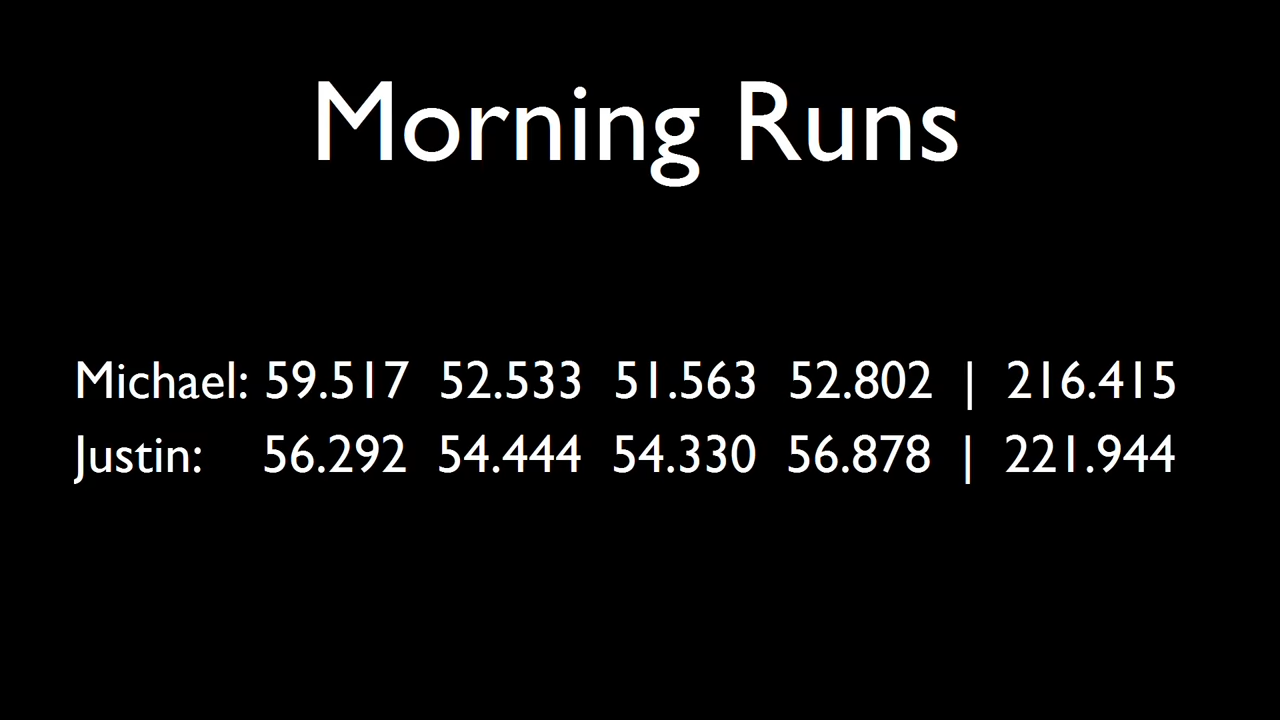 Morning Runs
Michael: 59.517 52.533 51.563 52.802 | 216.415
Justin: 56.292 54.444 54.330 56.878 | 221.944